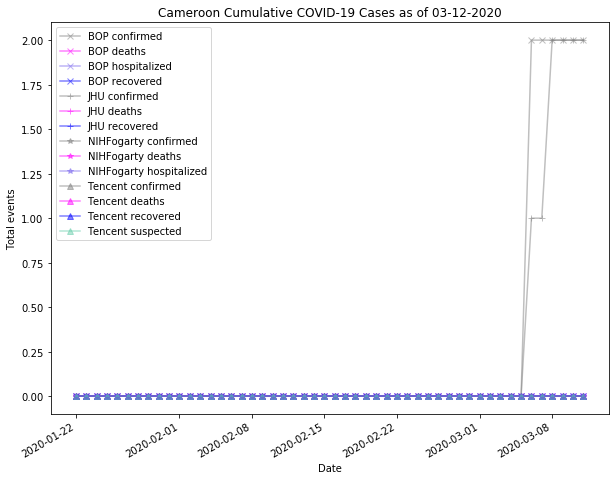 Cameroon Cumulative COVID-19 Cases as of 03-12-2020
BOP confirmed
BOP deaths
BOP hospitalized
BOP recovered
JHU confirmed
JHU deaths
JHU recovered
NIHFogarty confirmed
NIHFogarty deaths
NIHFogarty hospitalized
Tencent confirmed
Tencent deaths
Tencent recovered
Tencent suspected
Total events
2.00
1.75
1.50
1.25
1.00
0.75
0.50
0.25
0.00
2020-01-22
2020-02-01
2020-02-08
2020-02-15
2020-02-22
2020-03-01
2020-03-08
Date